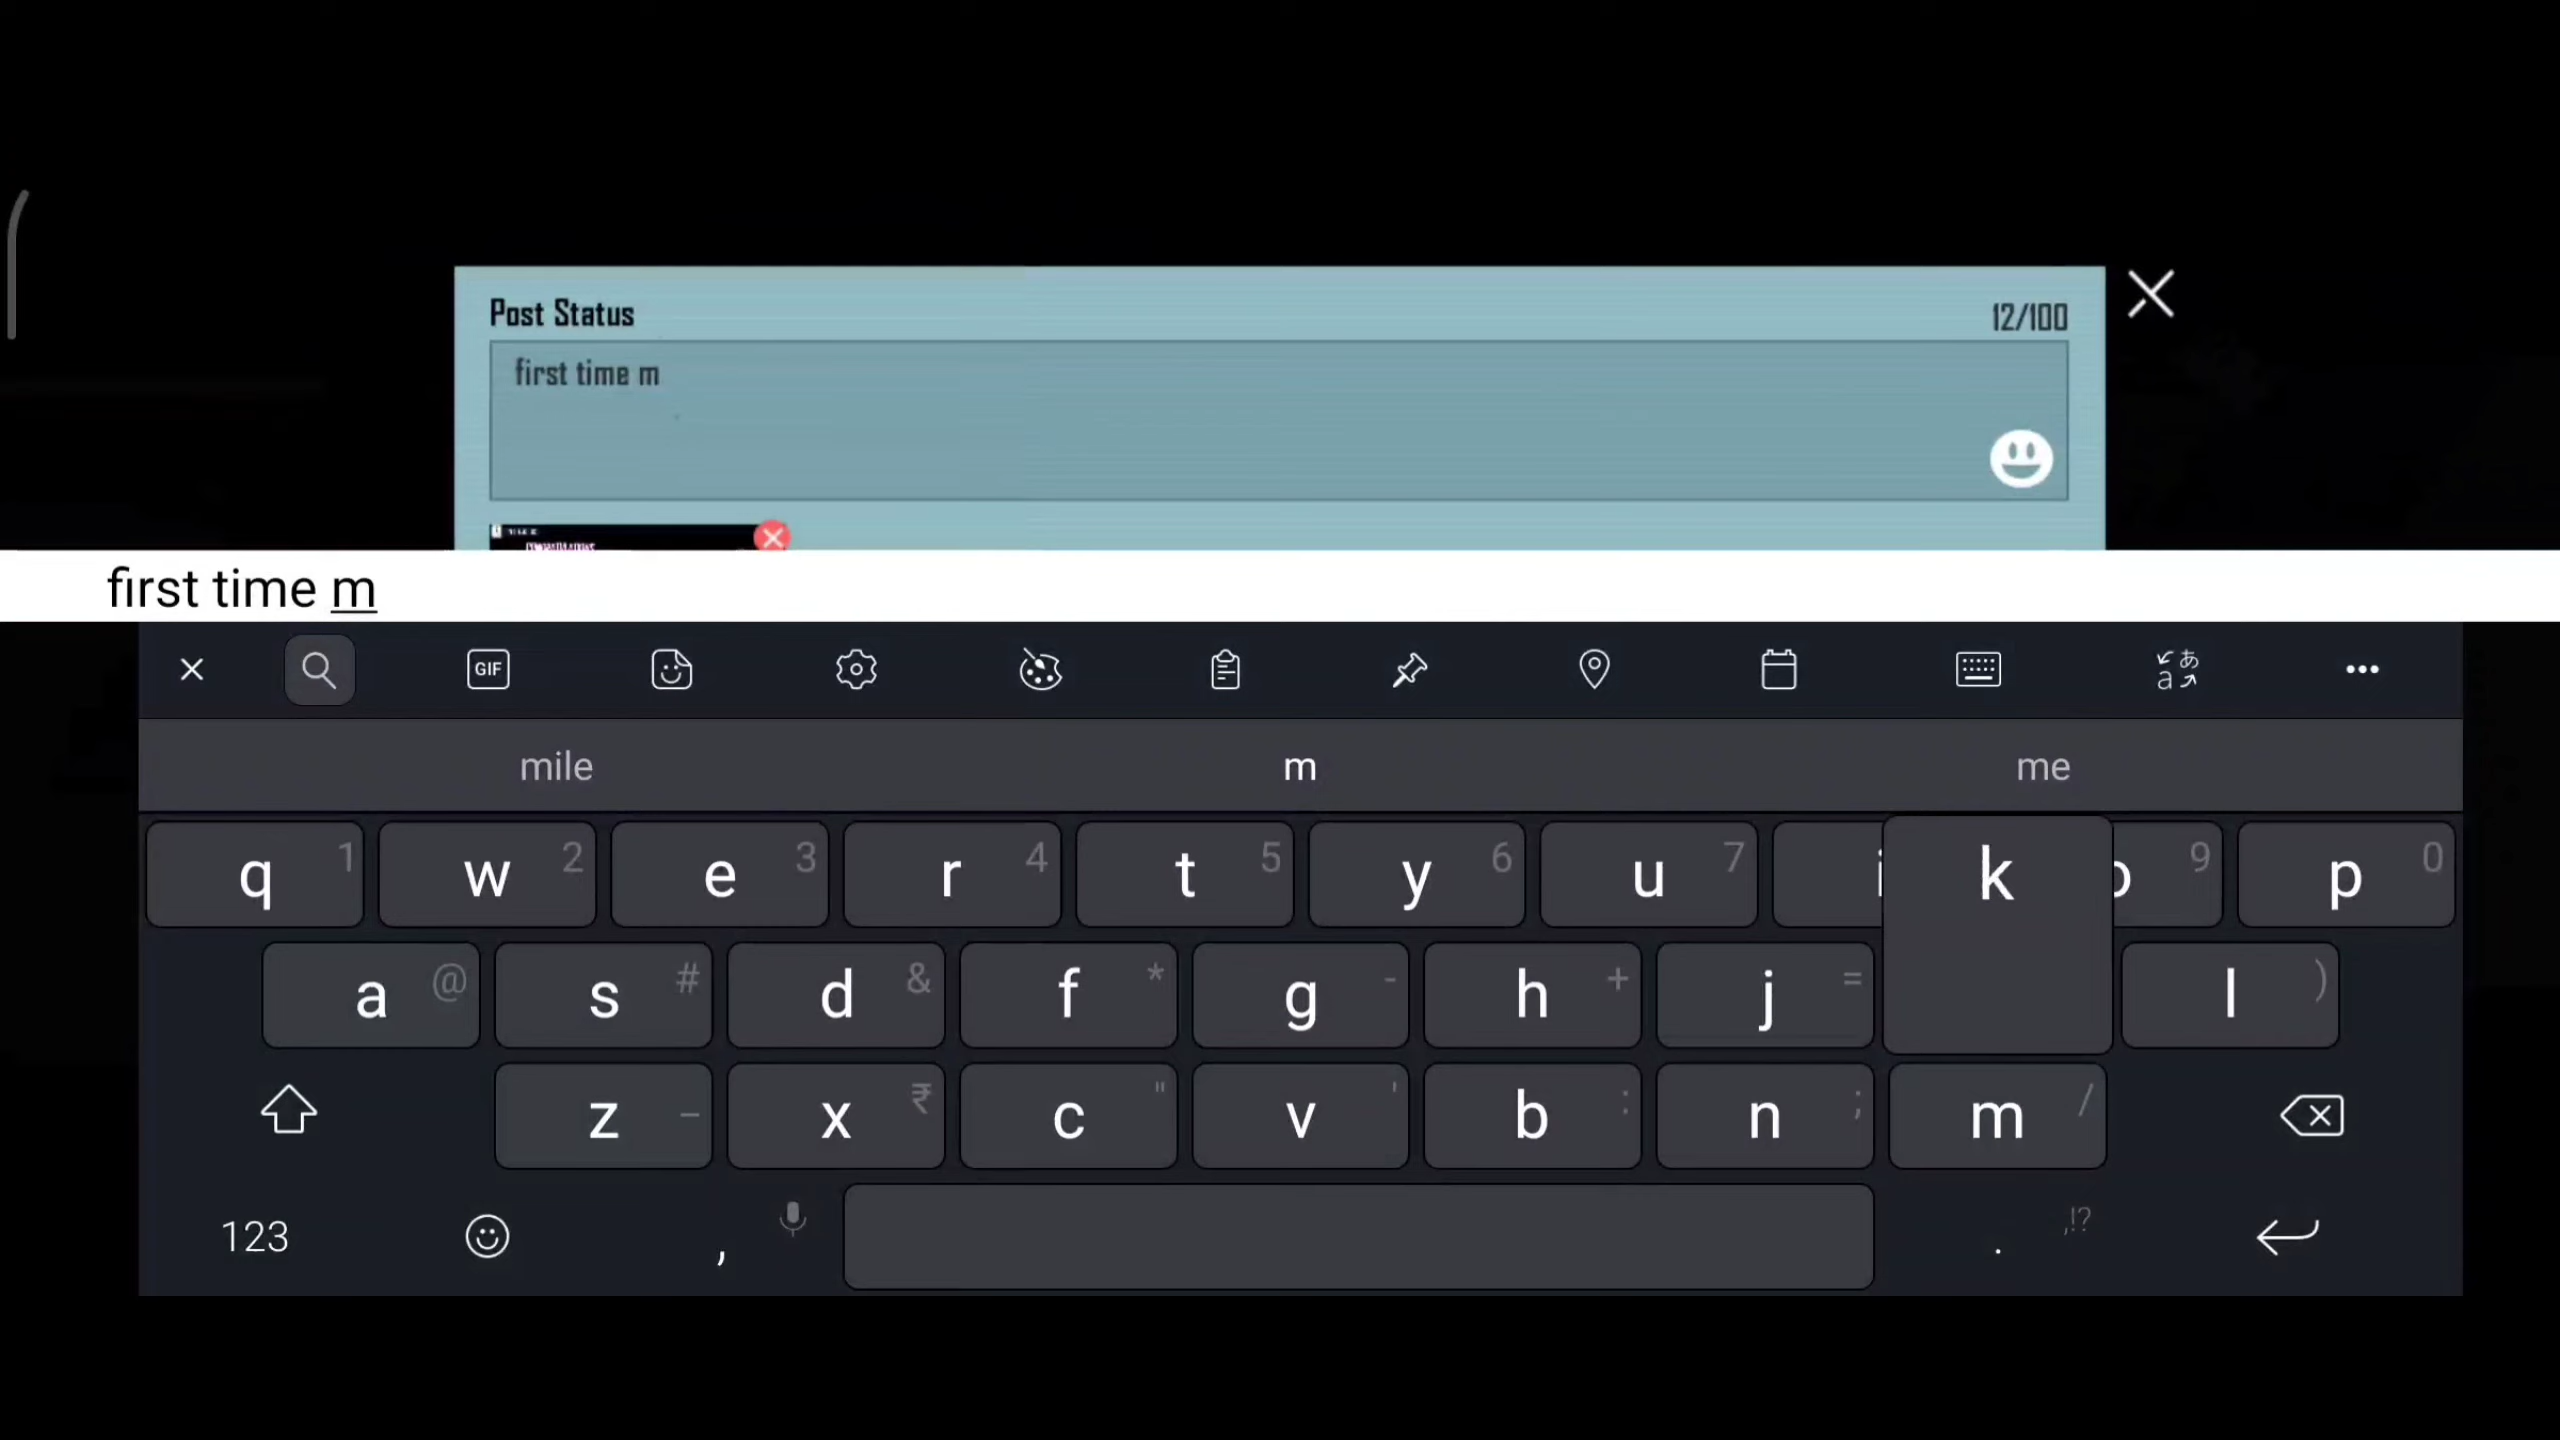 Post Status
12/100
first time m
first time m
GIF
あ
a
mile m me
q 1 w 2 e 3 r 4 t 5 y 6 u 7 i k o 9 p 0
a @ s # d & f * g - h + j = l )
z _ x ₹ c " v ' b : n ; m /
123 , . ,!?